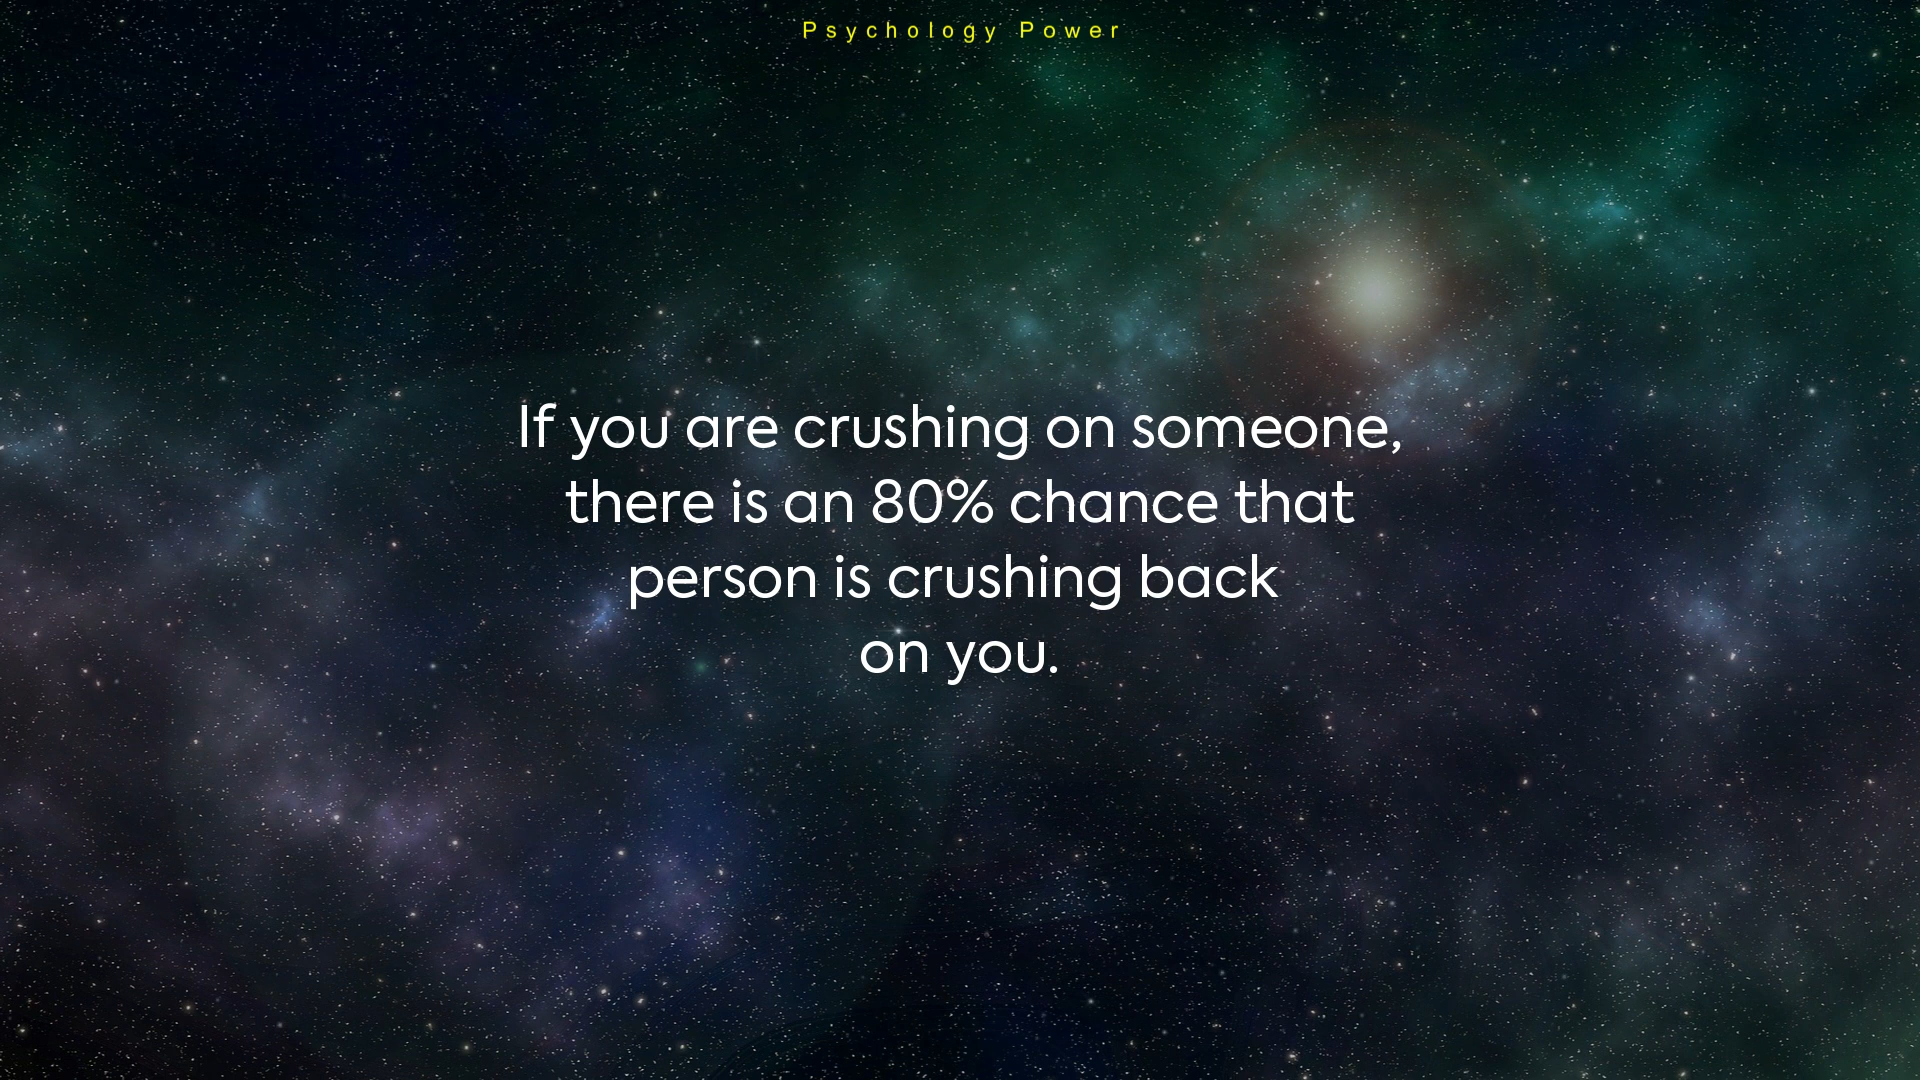 Psychology Power
If you are crushing on someone,
there is an 80% chance that
person is crushing back
on you.